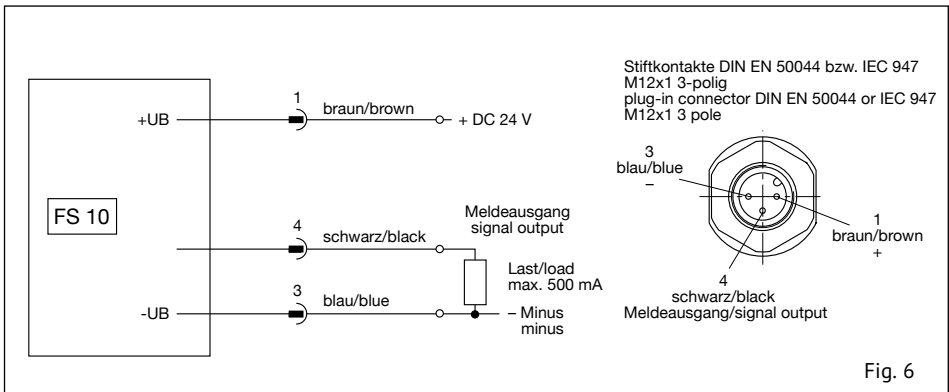 FS 10
+UB
1
braun/brown
+ DC 24 V
4
schwarz/black
Meldeausgang
signal output
Last/load
max. 500 mA
-UB
3
blau/blue
– Minus
minus
Stiftkontakte DIN EN 50044 bzw. IEC 947
M12x1 3-polig
plug-in connector DIN EN 50044 or IEC 947
M12x1 3 pole
3
blau/blue
–
1
braun/brown
+
4
schwarz/black
Meldeausgang/signal output
Fig. 6